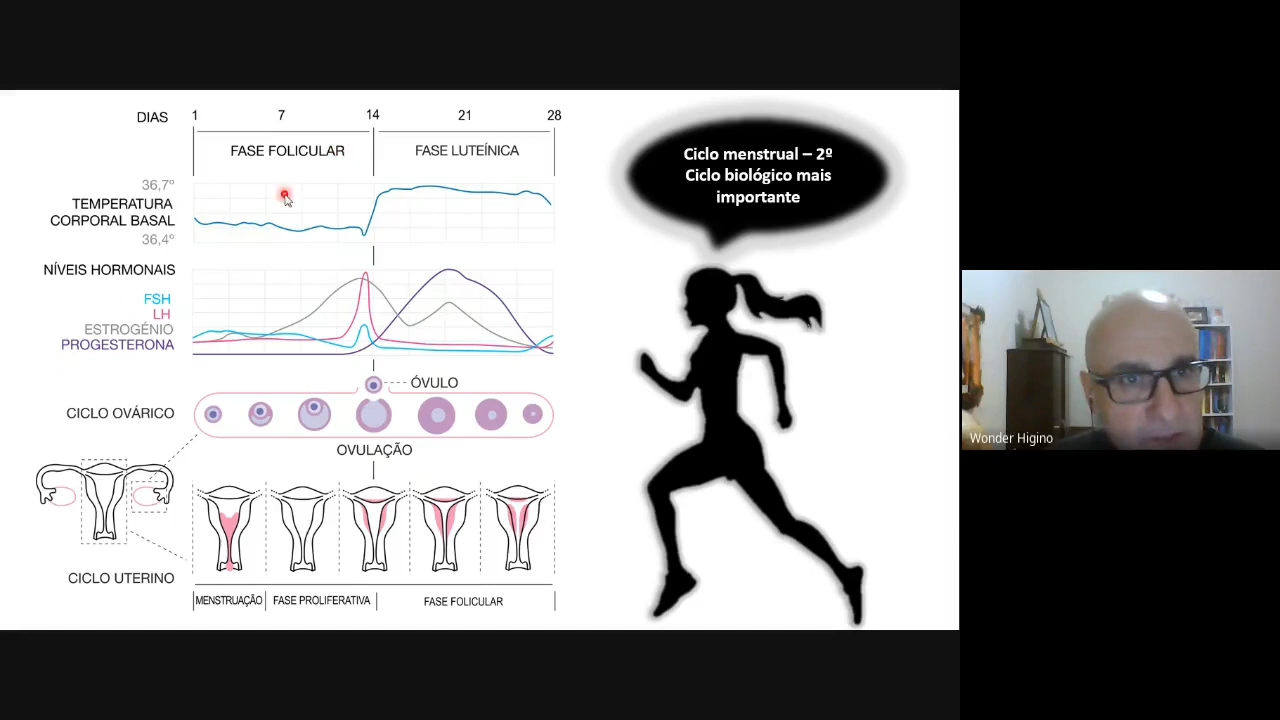 DIAS
1 7 14 21 28
FASE FOLICULAR
FASE LUTEÍNICA
36,7º
TEMPERATURA
CORPORAL BASAL
36,4º
NÍVEIS HORMONAIS
FSH
LH
ESTROGÉNIO
PROGESTERONA
ÓVULO
CICLO OVÁRICO
OVULAÇÃO
CICLO UTERINO
MENSTRUAÇÃO
FASE PROLIFERATIVA
FASE FOLICULAR
Ciclo menstrual – 2º
Ciclo biológico mais
importante
Wonder Higino